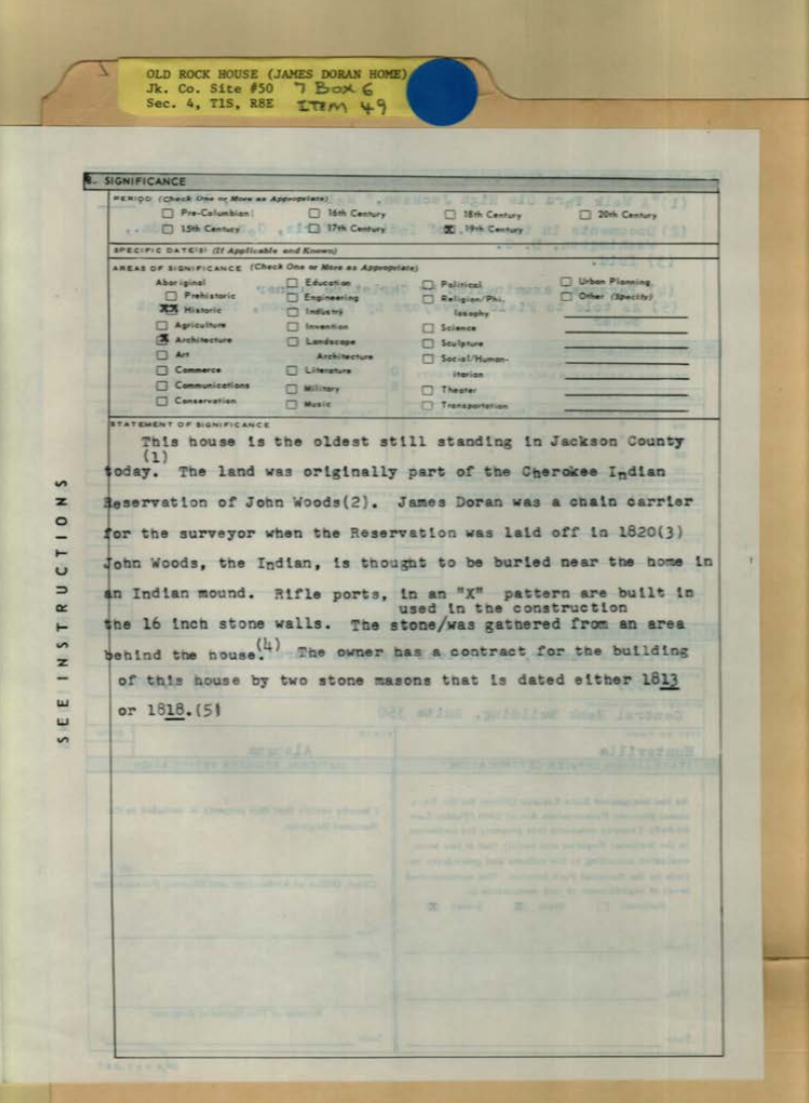 OLD ROCK HOUSE (JAMES DORAN HOME)
Jk. Co. Site #50 7 Box 6
Sec. 4, T1S, R8E ITEM 49
8. SIGNIFICANCE
PERIOD (Check One or More as Appropriate)
☐ Pre-Columbian ☐ 16th Century ☐ 18th Century ☐ 20th Century
☐ 15th Century ☐ 17th Century ☒ 19th Century
SPECIFIC DATE(S) (If Applicable and Known)
AREAS OF SIGNIFICANCE (Check One or More as Appropriate)
Aboriginal ☐ Education ☐ Political ☐ Urban Planning
☐ Prehistoric ☐ Engineering ☐ Religion/Phi- ☐ Other (Specify)
XX Historic ☐ Industry losophy
☐ Agriculture ☐ Invention ☐ Science
☒ Architecture ☐ Landscape ☐ Sculpture
☐ Art Architecture ☐ Social/Human-
☐ Commerce ☐ Literature itarian
☐ Communications ☐ Military ☐ Theater
☐ Conservation ☐ Music ☐ Transportation
STATEMENT OF SIGNIFICANCE
This house is the oldest still standing in Jackson County
(1)
today. The land was originally part of the Cherokee Indian
Reservation of John Woods(2). James Doran was a chain carrier
for the surveyor when the Reservation was laid off in 1820(3)
John Woods, the Indian, is thought to be buried near the home in
an Indian mound. Rifle ports, in an "X" pattern are built in
used in the construction
the 16 inch stone walls. The stone/was gathered from an area
behind the house.(4) The owner has a contract for the building
of this house by two stone masons that is dated either 1813
or 1818.(5)
SEE INSTRUCTIONS